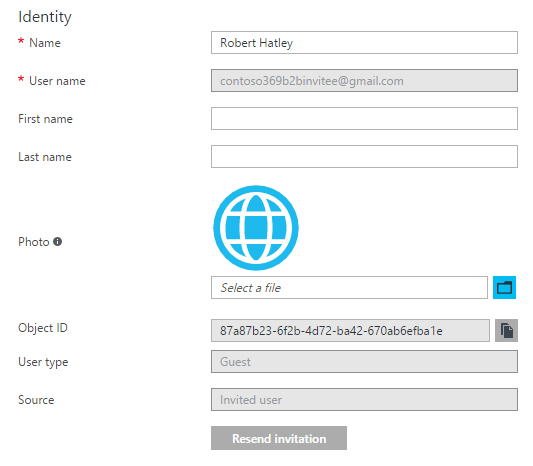 Identity
* Name
Robert Hatley
* User name
contoso369b2binvitee@gmail.com
First name
Last name
Photo
Select a file
Object ID
87a87b23-6f2b-4d72-ba42-670ab6efba1e
User type
Guest
Source
Invited user
Resend invitation